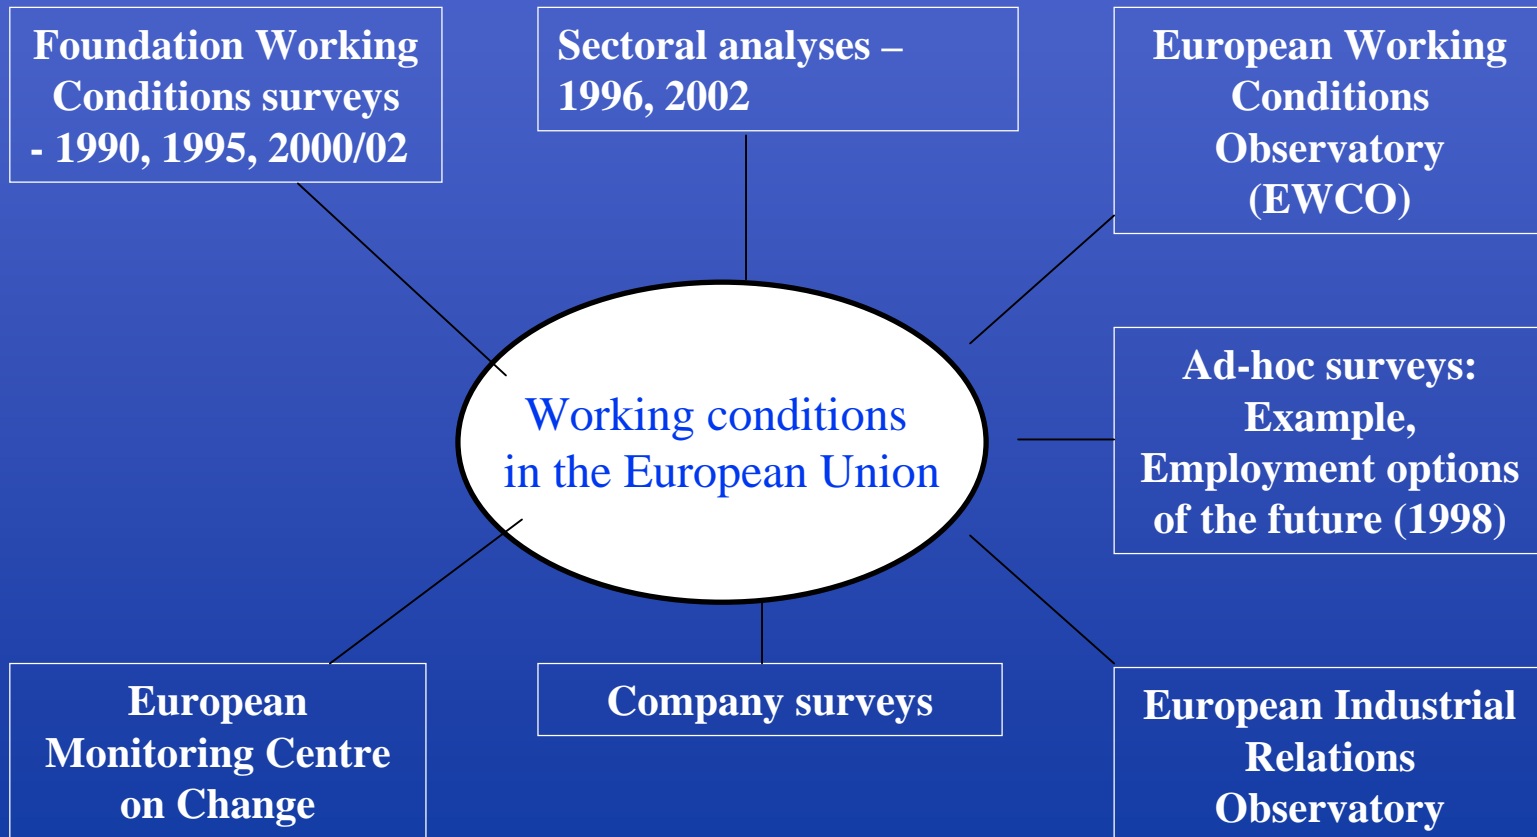 Foundation Working
Conditions surveys
- 1990, 1995, 2000/02
Sectoral analyses –
1996, 2002
European Working
Conditions
Observatory
(EWCO)
Working conditions
in the European Union
Ad-hoc surveys:
Example,
Employment options
of the future (1998)
European
Monitoring Centre
on Change
Company surveys
European Industrial
Relations
Observatory